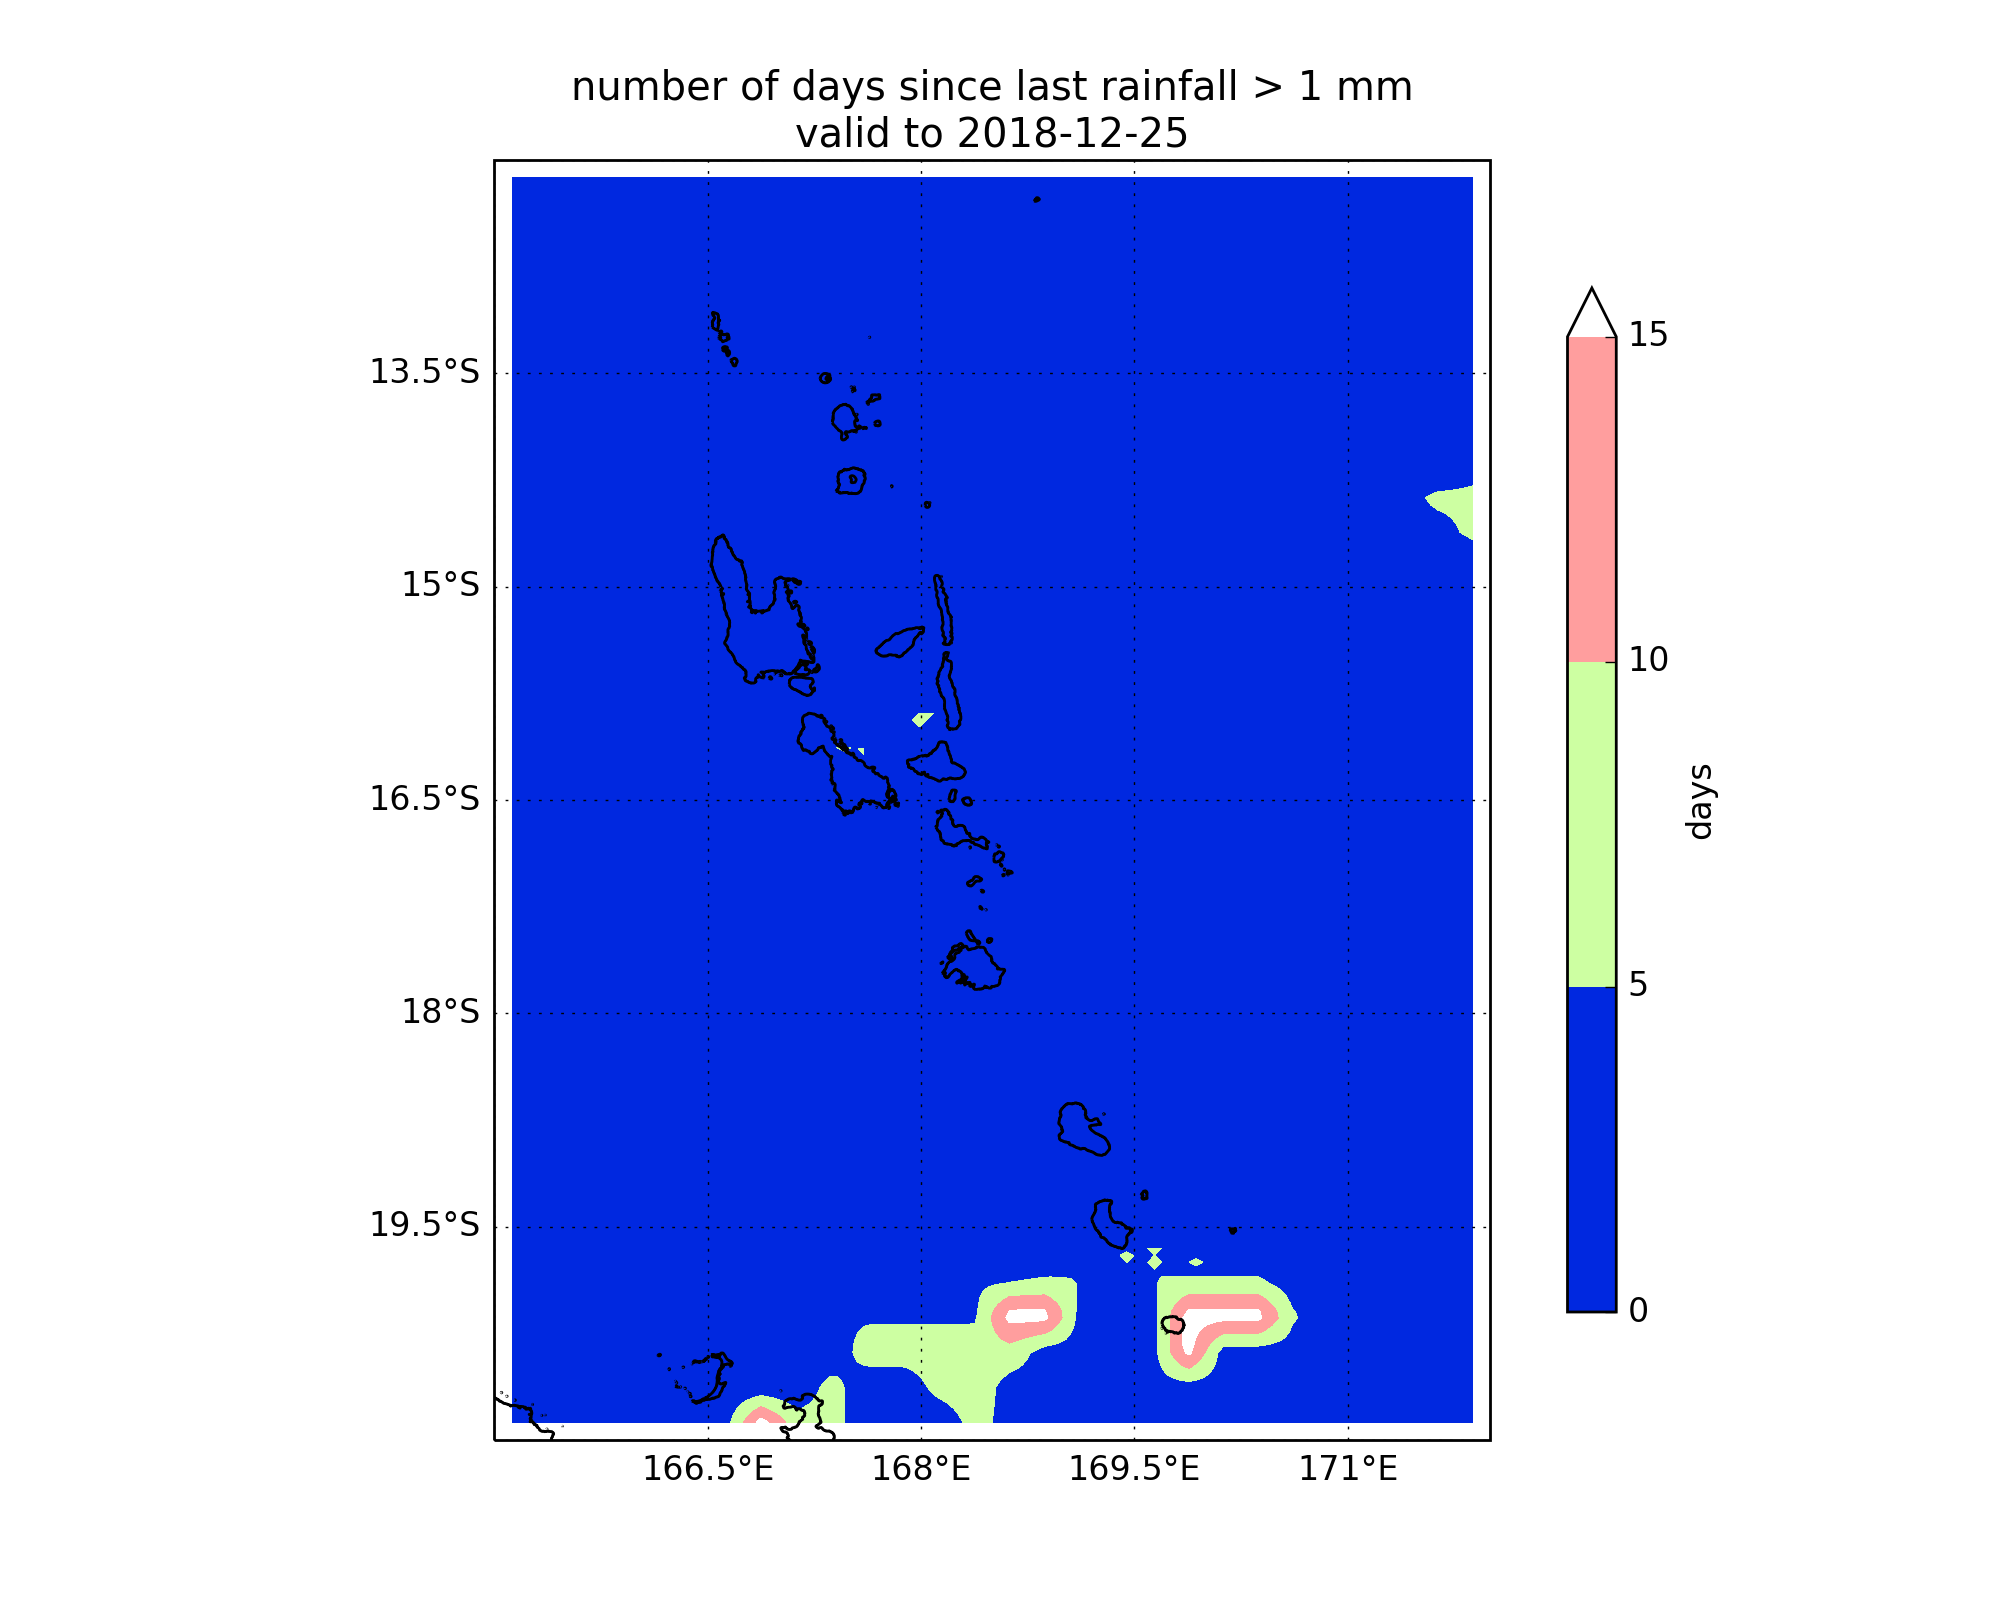 number of days since last rainfall > 1 mm
valid to 2018-12-25
13.5°S
15°S
16.5°S
18°S
19.5°S
166.5°E
168°E
169.5°E
171°E
15
10
5
0
days